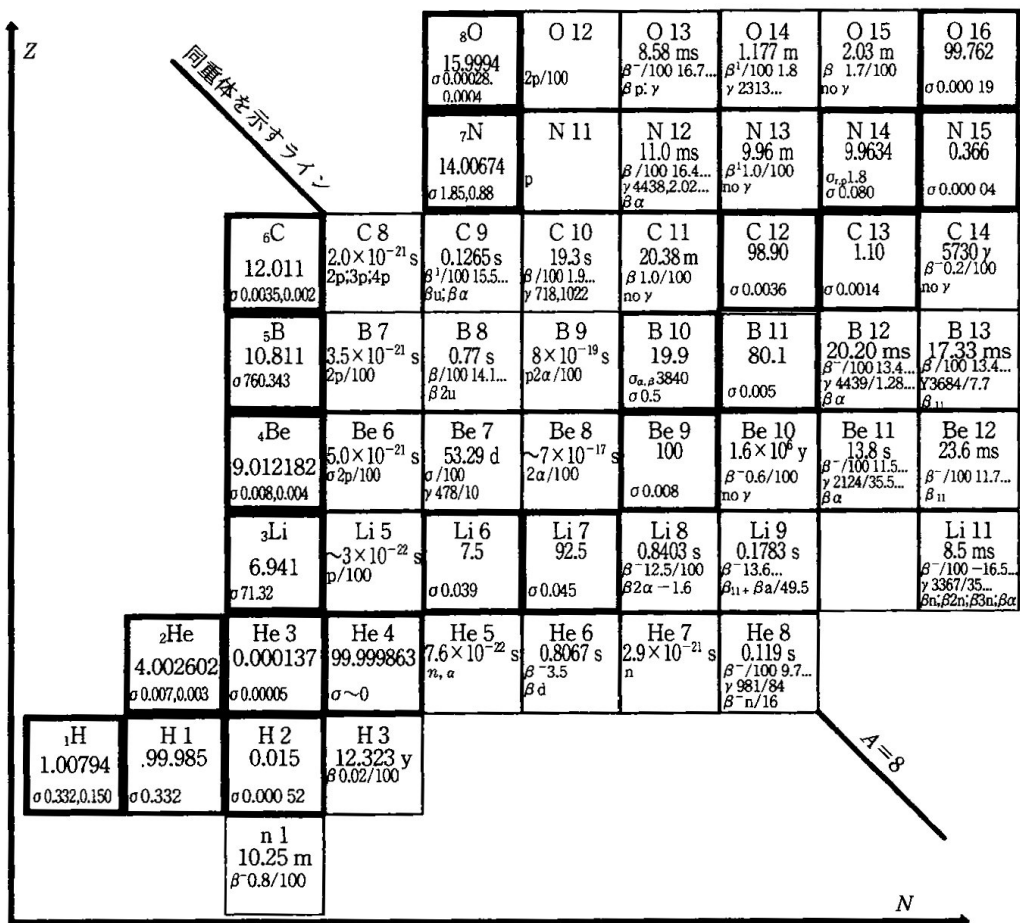 Z
同重体を示すライン
₈O
15.9994
σ 0.00028.
0.0004
O 12
2p/100
O 13
8.58 ms
β⁻/100 16.7...
β p: γ
O 14
1.177 m
β¹/100 1.8
γ 2313...
O 15
2.03 m
β 1.7/100
no γ
O 16
99.762
σ 0.000 19
₇N
14.00674
σ 1.85,0.88
N 11
p
N 12
11.0 ms
β /100 16.4...
γ 4438,2.02...
β α
N 13
9.96 m
β¹1.0/100
no γ
N 14
9.9634
1.8
σ 0.080
N 15
0.366
σ 0.000 04
₆C
12.011
σ 0.0035,0.002
C 8
2.0×10⁻²¹ s
2p;3p;4p
C 9
0.1265 s
β¹/100 15.5...
βu; βα
C 10
19.3 s
β/100 1.9...
γ 718,1022
C 11
20.38 m
β 1.0/100
no γ
C 12
98.90
σ 0.0036
C 13
1.10
σ 0.0014
C 14
5730 y
β⁻0.2/100
no γ
₅B
10.811
σ 760.343
B 7
3.5×10⁻²¹ s
2p/100
B 8
0.77 s
β/100 14.1...
β 2u
B 9
8×10⁻¹⁹ s
p2α/100
B 10
19.9
3840
σ 0.5
B 11
80.1
σ 0.005
B 12
20.20 ms
β⁻/100 13.4...
γ 4439/1.28...
β α
B 13
17.33 ms
β/100 13.4...
γ3684/7.7
β ₁₁
₄Be
9.012182
σ 0.008,0.004
Be 6
5.0×10⁻²¹ s
σ 2p/100
Be 7
53.29 d
σ/100
γ 478/10
Be 8
~7×10⁻¹⁷ s
2α/100
Be 9
100
σ 0.008
Be 10
1.6×10⁶ y
β⁻0.6/100
no γ
Be 11
13.8 s
β⁻/100 11.5...
γ 2124/35.5...
β α
Be 12
23.6 ms
β⁻/100 11.7...
β ₁₁
₃Li
6.941
σ 71.32
Li 5
~3×10⁻²² s
p/100
Li 6
7.5
σ 0.039
Li 7
92.5
σ 0.045
Li 8
0.8403 s
β⁻12.5/100
β2α −1.6
Li 9
0.1783 s
β⁻13.6...
β₁₁₊ βa/49.5
Li 11
8.5 ms
β⁻/100 −16.5...
γ 3367/35...
βn;β2n;β3n;βα
₂He
4.002602
σ 0.007,0.003
He 3
0.000137
σ 0.00005
He 4
99.999863
σ ~0
He 5
7.6×10⁻²² s
n, α
He 6
0.8067 s
β⁻3.5
β d
He 7
2.9×10⁻²¹ s
n
He 8
0.119 s
β⁻/100 9.7...
γ 981/84
β⁻n/16
₁H
1.00794
σ 0.332,0.150
H 1
.99.985
σ 0.332
H 2
0.015
σ 0.000 52
H 3
12.323 y
β 0.02/100
A=8
n 1
10.25 m
β⁻0.8/100
N